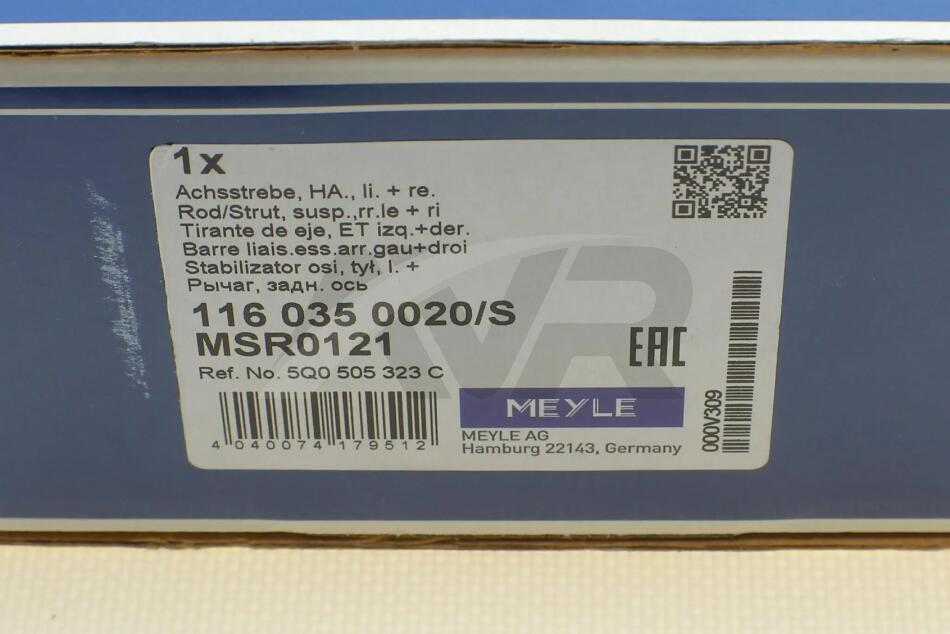 1x
Achsstrebe, HA., li. + re.
Rod/Strut, susp.,rr.le + ri
Tirante de eje, ET izq.+der.
Barre liais.ess.arr.gau+droi
Stabilizator osi, tył, l. +
Рычаг, задн. ось
116 035 0020/S
MSR0121
Ref. No. 5Q0 505 323 C
EAC
MEYLE
MEYLE AG
Hamburg 22143, Germany
4 040074 179512
000V309
VR